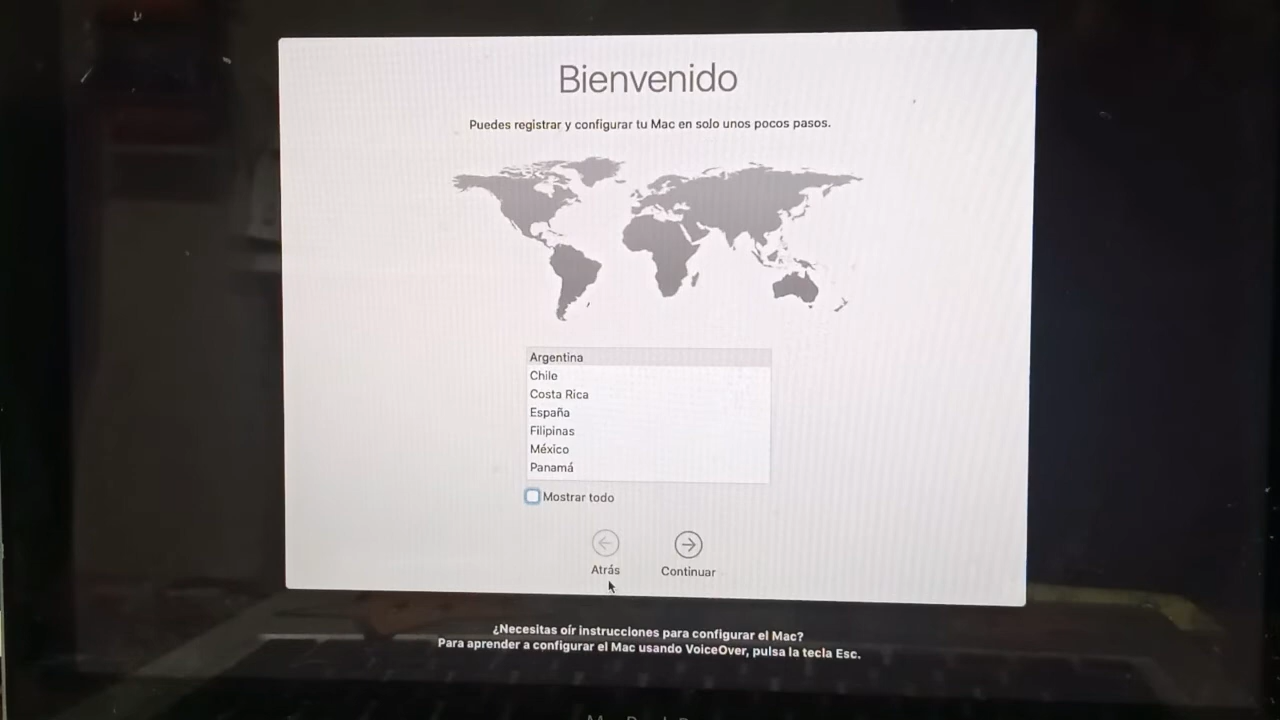 Bienvenido
Puedes registrar y configurar tu Mac en solo unos pocos pasos.
Argentina
Chile
Costa Rica
España
Filipinas
México
Panamá
Mostrar todo
Atrás
Continuar
¿Necesitas oír instrucciones para configurar el Mac?
Para aprender a configurar el Mac usando VoiceOver, pulsa la tecla Esc.